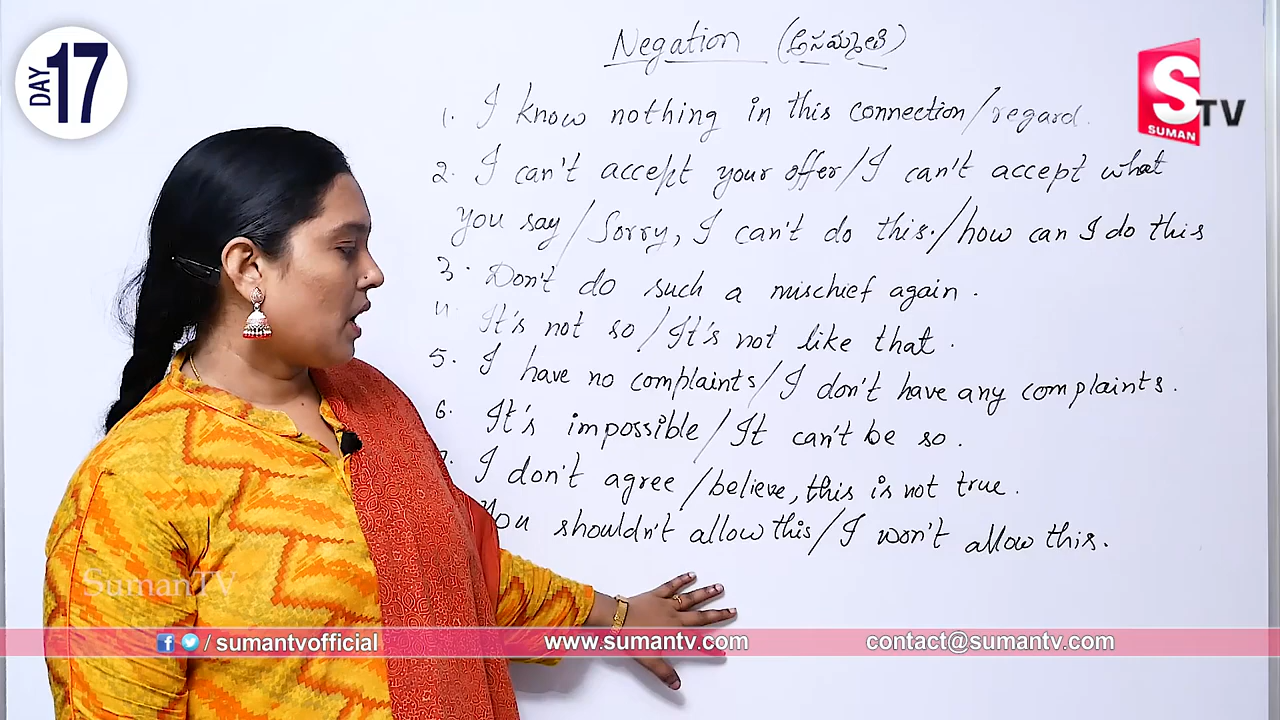 DAY 17
Negation (అసమ్మతి)
S TV
SUMAN
1. I know nothing in this connection/regard.
2. I can't accept your offer/I can't accept what
you say/Sorry, I can't do this./how can I do this
3. Don't do such a mischief again.
4. It's not so/It's not like that.
5. I have no complaints/I don't have any complaints.
6. It's impossible/It can't be so.
I don't agree/believe, this is not true.
You shouldn't allow this/I won't allow this.
SumanTV
/ sumantvofficial www.sumantv.com contact@sumantv.com